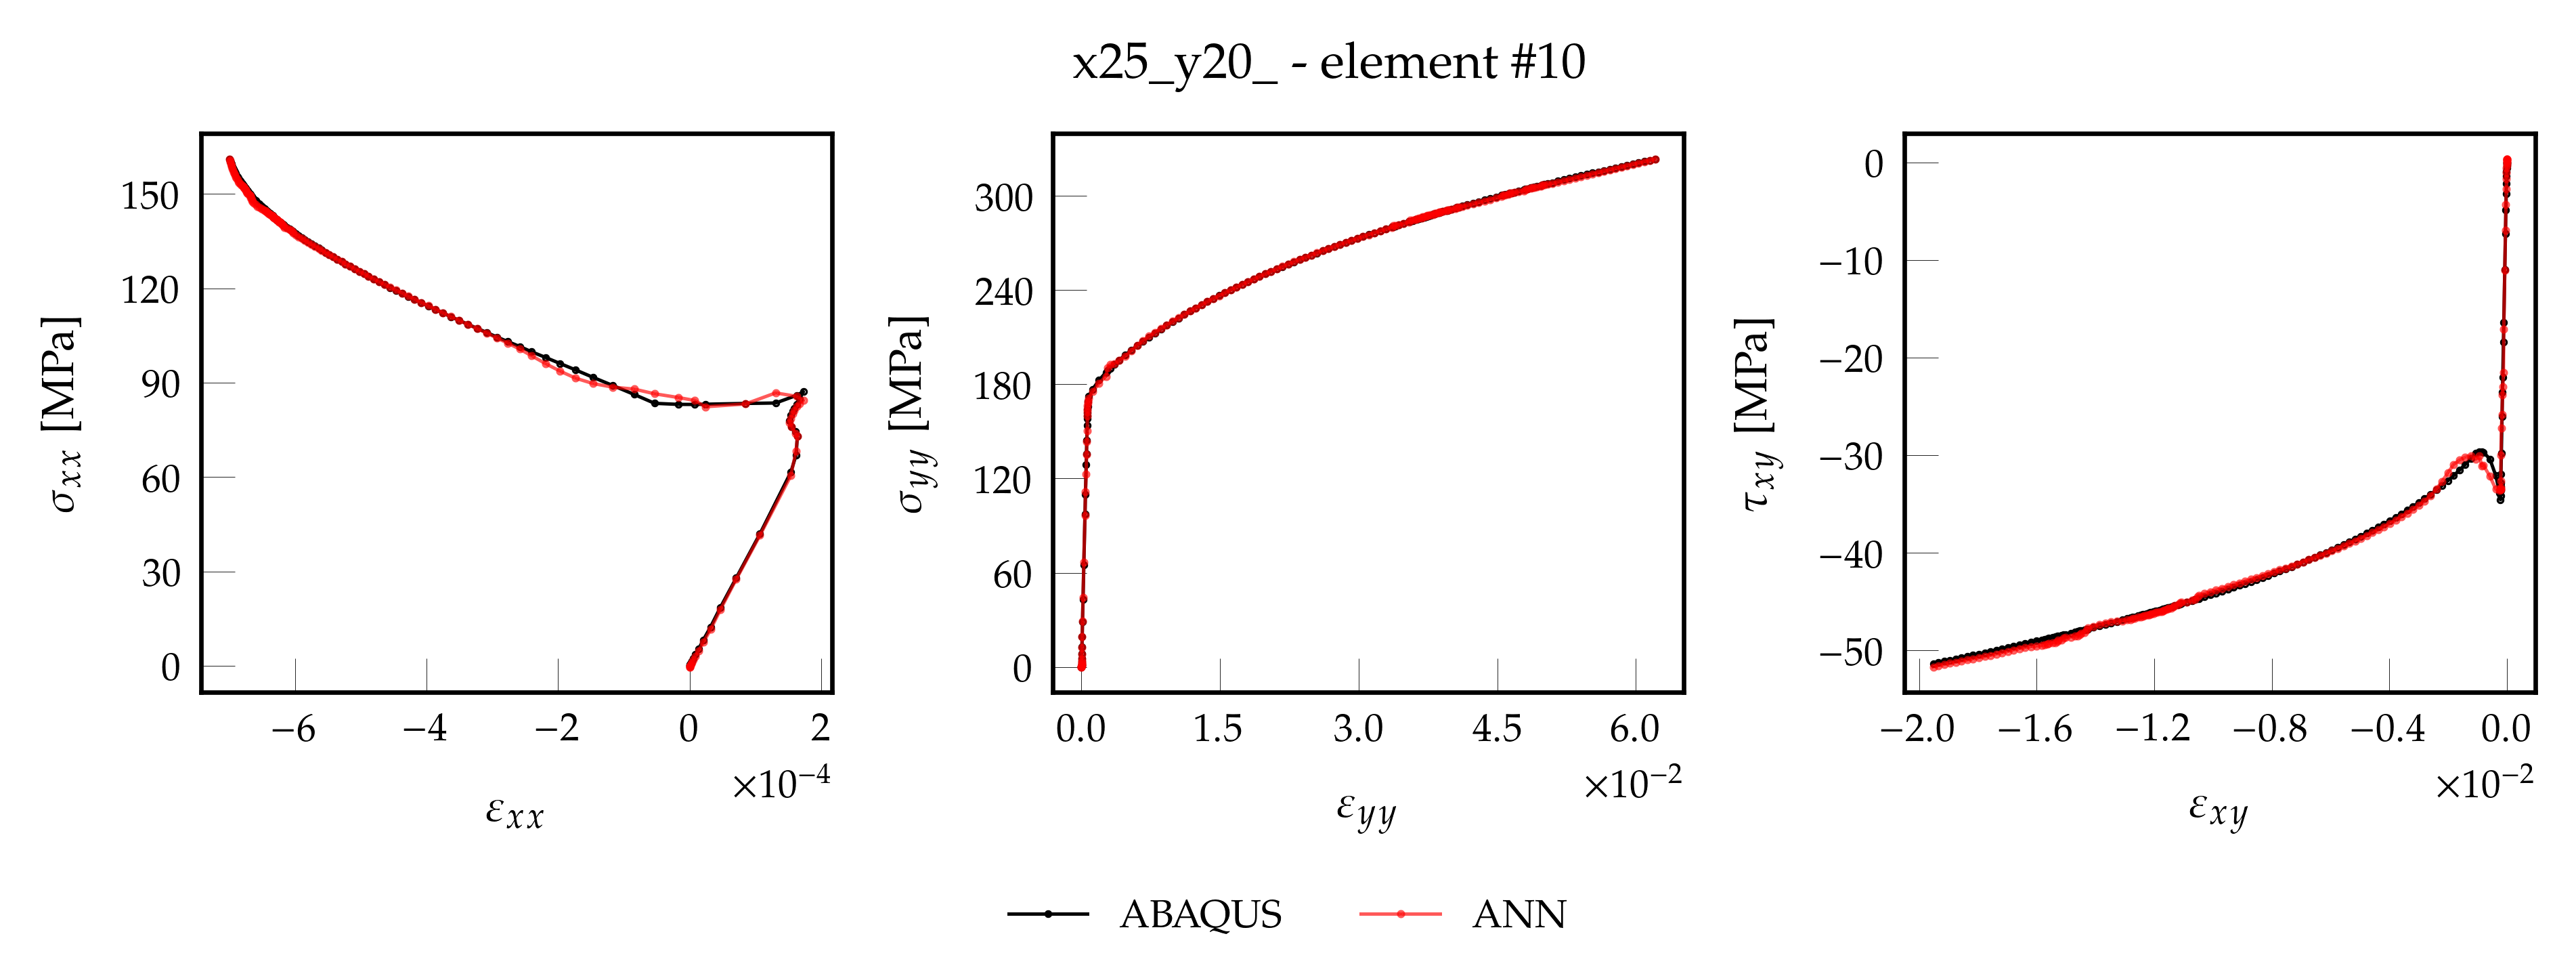 x25_y20_ - element #10
σxx [MPa]
150
120
90
60
30
0
−6 −4 −2 0 2
×10−4
εxx
σyy [MPa]
300
240
180
120
60
0
0.0 1.5 3.0 4.5 6.0
×10−2
εyy
τxy [MPa]
0
−10
−20
−30
−40
−50
−2.0 −1.6 −1.2 −0.8 −0.4 0.0
×10−2
εxy
ABAQUS ANN